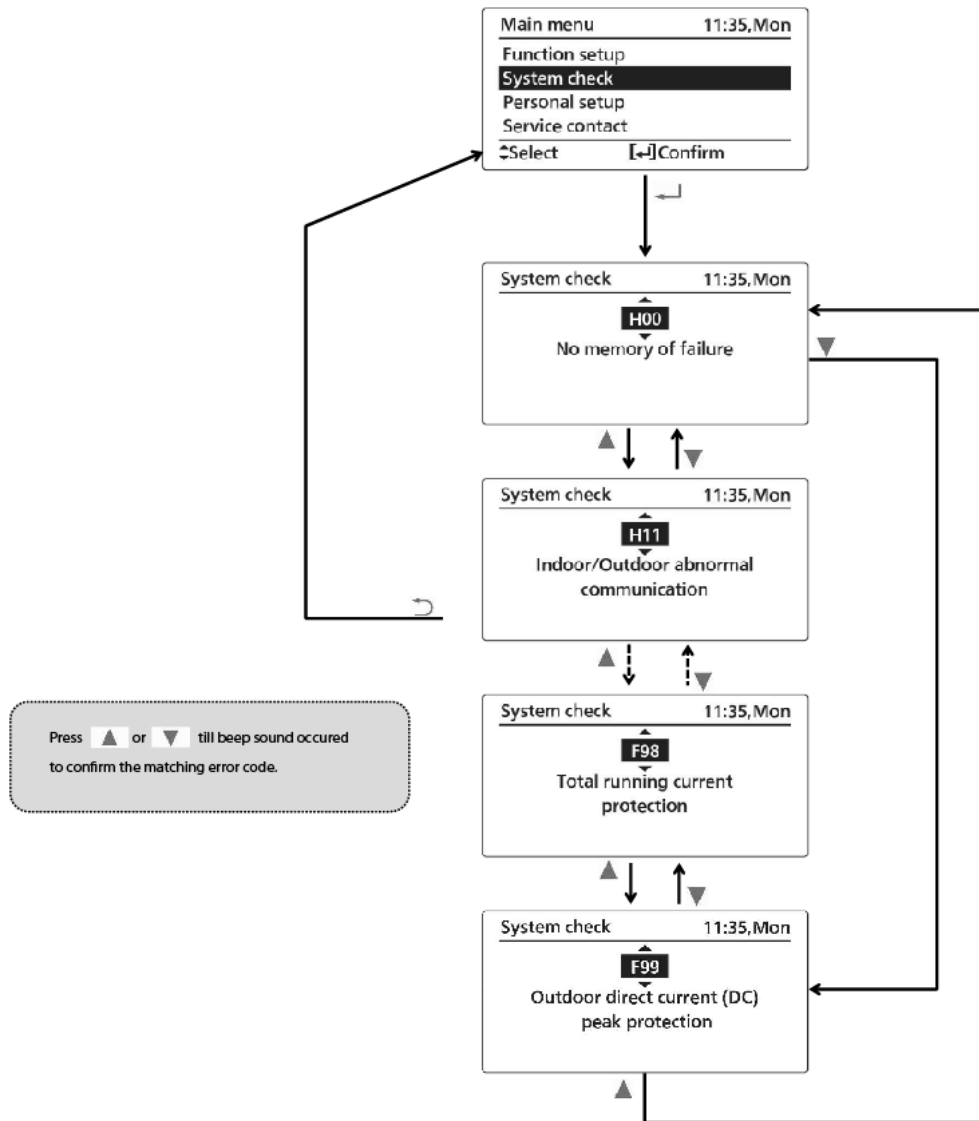 Main menu 11:35,Mon
Function setup
System check
Personal setup
Service contact
Select [↵]Confirm
System check 11:35,Mon
H00
No memory of failure
System check 11:35,Mon
H11
Indoor/Outdoor abnormal
communication
Press ▲ or ▼ till beep sound occured
to confirm the matching error code.
System check 11:35,Mon
F98
Total running current
protection
System check 11:35,Mon
F99
Outdoor direct current (DC)
peak protection